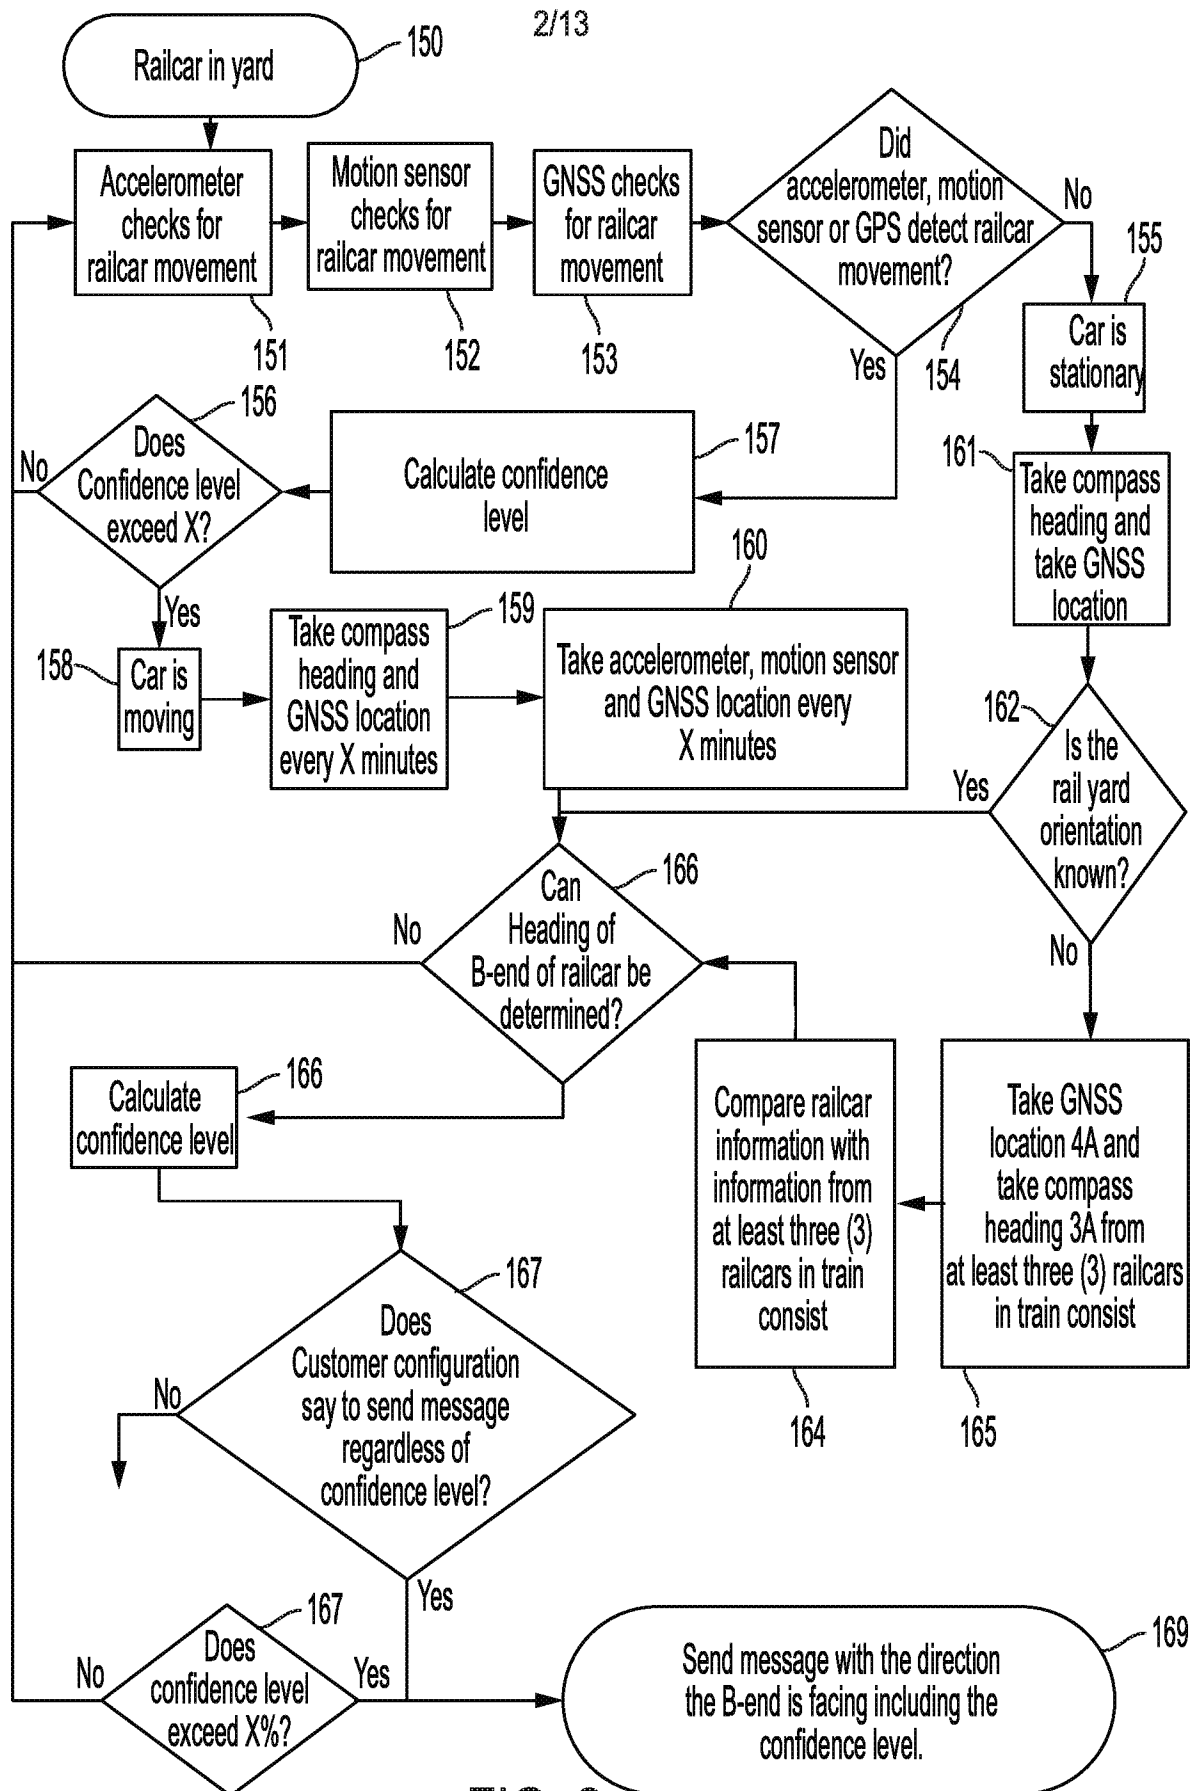 2/13
Railcar in yard
150
Accelerometer
checks for
railcar movement
151
Motion sensor
checks for
railcar movement
152
GNSS checks
for railcar
movement
153
Did
accelerometer, motion
sensor or GPS detect railcar
movement?
154
No
Yes
155
Car is
stationary
156
Does
Confidence level
exceed X?
No
Yes
157
Calculate confidence
level
161
Take compass
heading and
take GNSS
location
158
Car is
moving
159
Take compass
heading and
GNSS location
every X minutes
160
Take accelerometer, motion sensor
and GNSS location every
X minutes
162
Is the
rail yard
orientation
known?
Yes
No
166
Can
Heading of
B-end of railcar be
determined?
No
166
Calculate
confidence level
Compare railcar
information with
information from
at least three (3)
railcars in train
consist
164
Take GNSS
location 4A and
take compass
heading 3A from
at least three (3) railcars
in train consist
165
167
Does
Customer configuration
say to send message
regardless of
confidence level?
No
Yes
167
Does
confidence level
exceed X%?
No
Yes
169
Send message with the direction
the B-end is facing including the
confidence level.